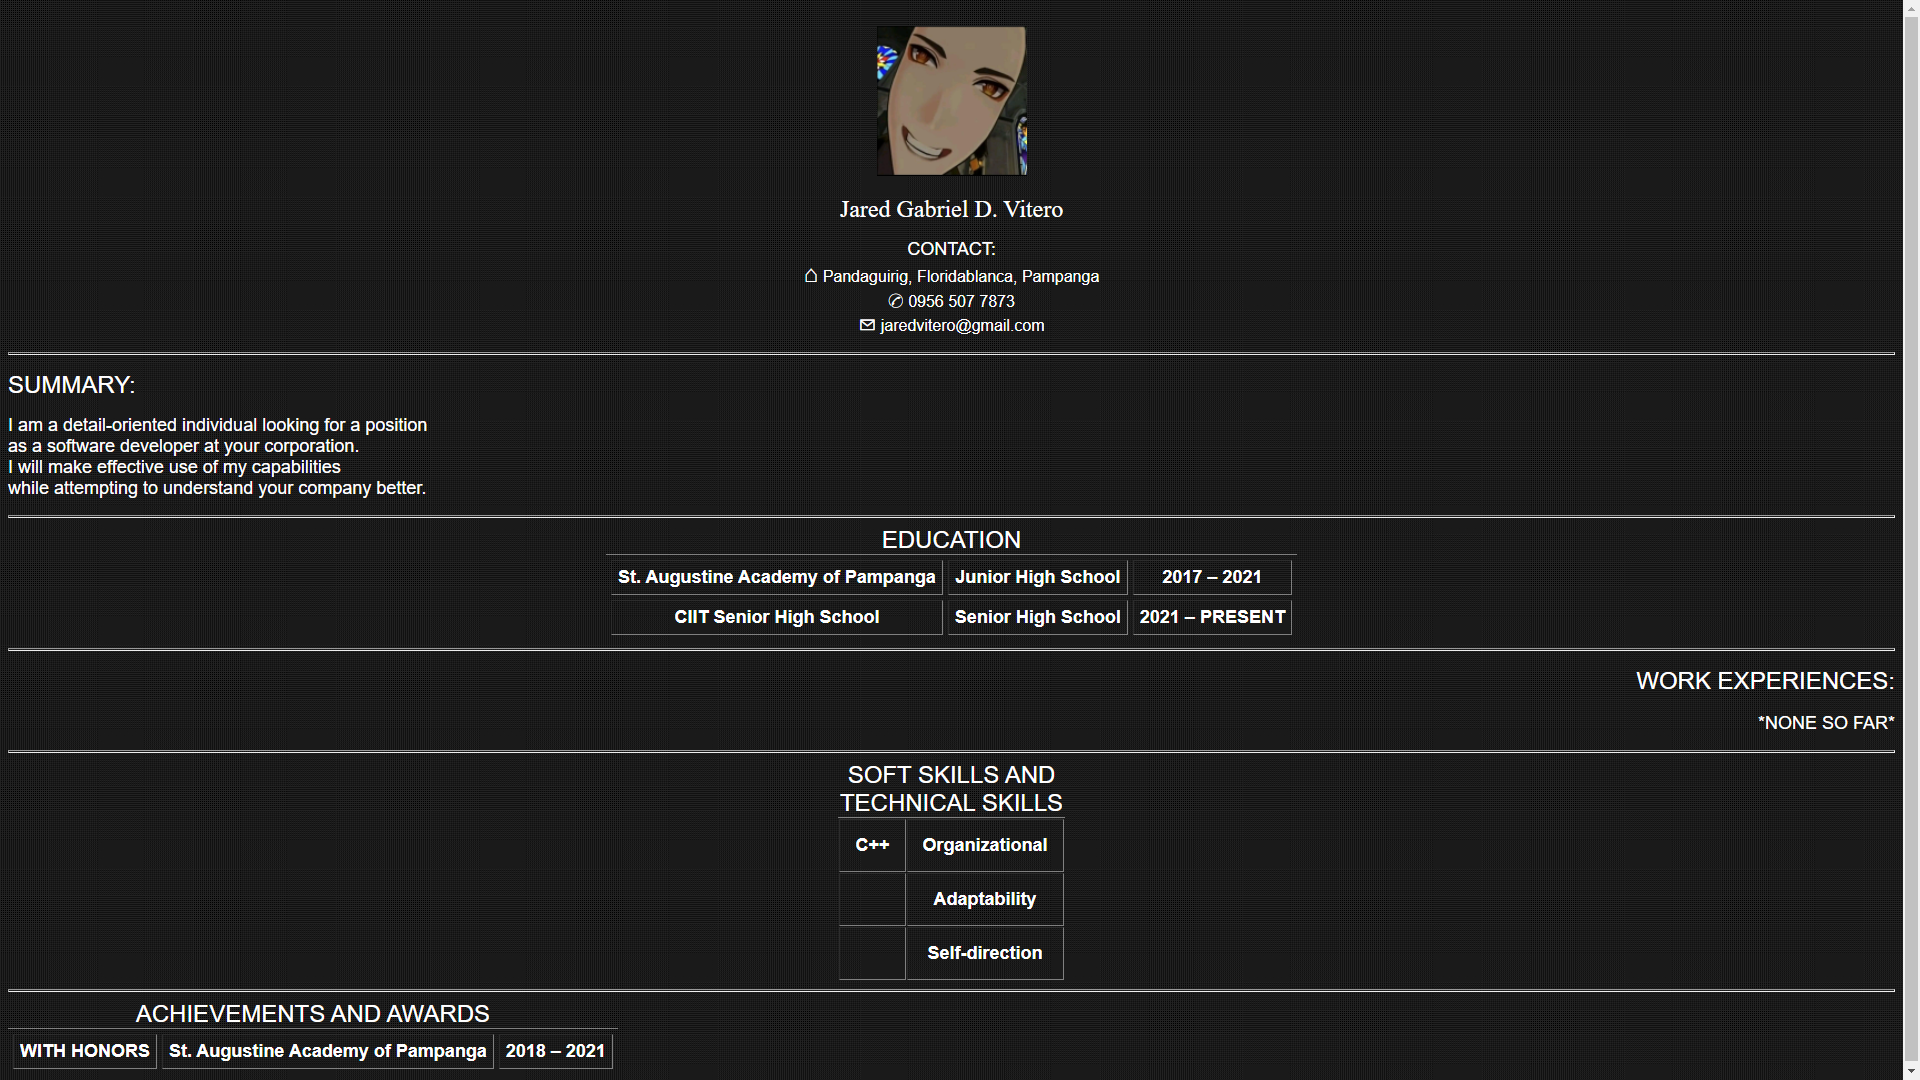 Jared Gabriel D. Vitero
CONTACT:
⌂ Pandaguirig, Floridablanca, Pampanga
✆ 0956 507 7873
🖂 jaredvitero@gmail.com
SUMMARY:
I am a detail-oriented individual looking for a position
as a software developer at your corporation.
I will make effective use of my capabilities
while attempting to understand your company better.
EDUCATION
St. Augustine Academy of Pampanga Junior High School 2017 – 2021
CIIT Senior High School Senior High School 2021 – PRESENT
WORK EXPERIENCES:
*NONE SO FAR*
SOFT SKILLS AND
TECHNICAL SKILLS
C++ Organizational
Adaptability
Self-direction
ACHIEVEMENTS AND AWARDS
WITH HONORS St. Augustine Academy of Pampanga 2018 – 2021